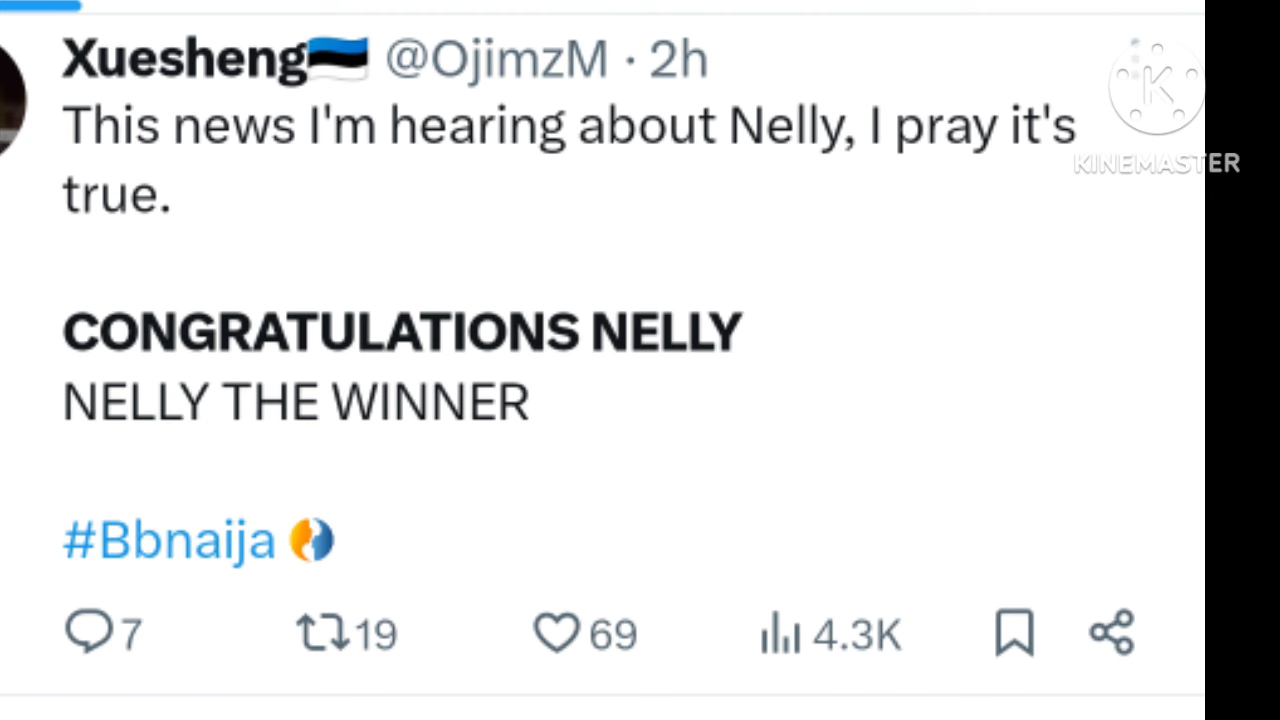 Xuesheng🇪🇪 @OjimzM · 2h
This news I'm hearing about Nelly, I pray it's
true.
CONGRATULATIONS NELLY
NELLY THE WINNER
#Bbnaija
7 19 69 4.3K
K
KINEMASTER